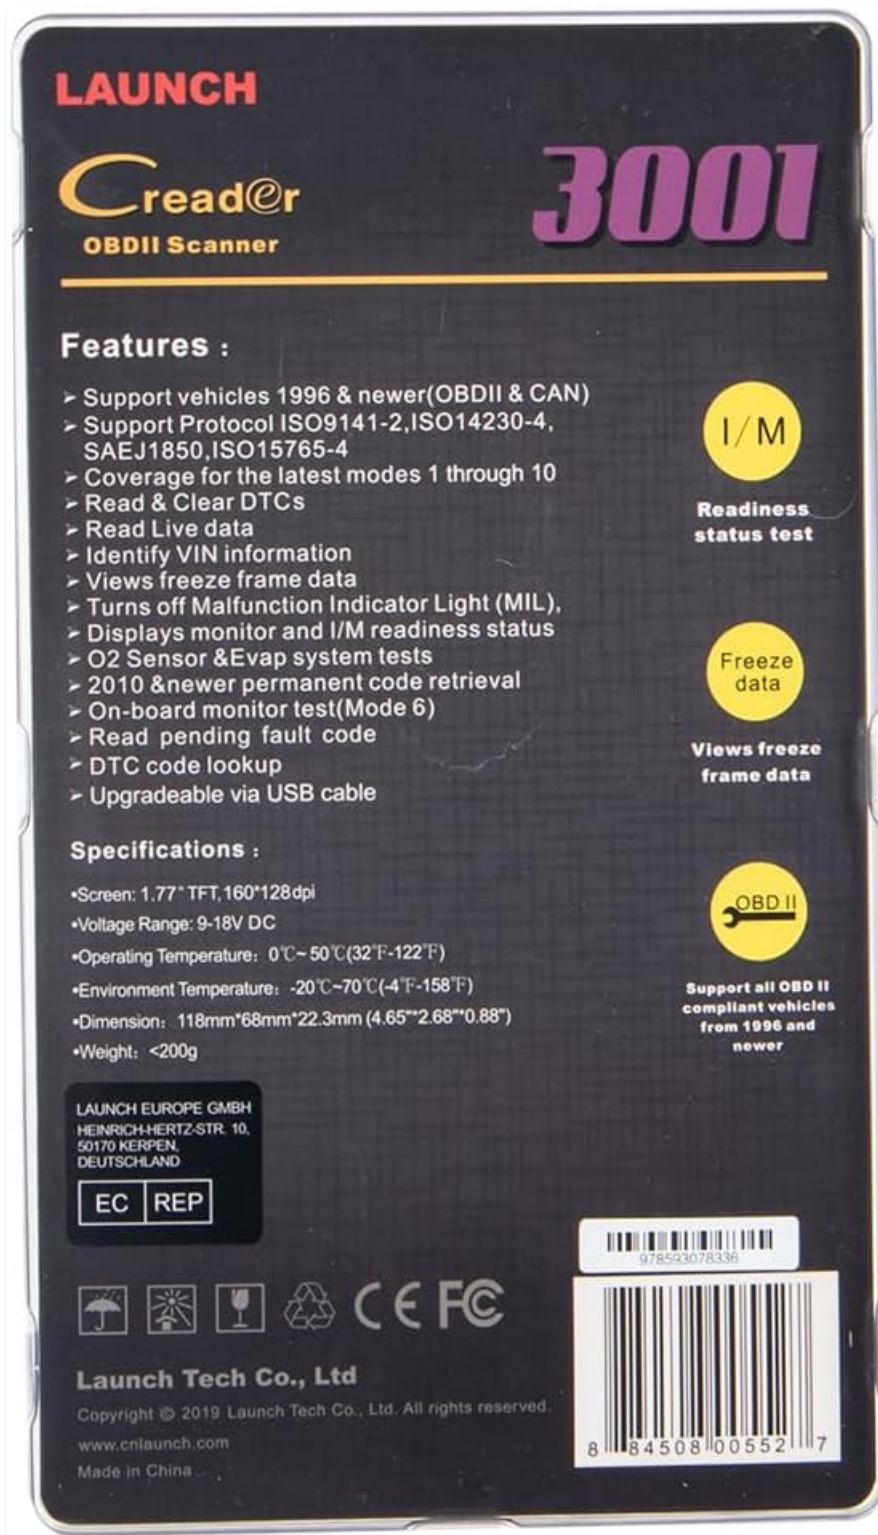 LAUNCH
Creader
3001
OBDII Scanner
Features :
➢ Support vehicles 1996 & newer(OBDII & CAN)
➢ Support Protocol ISO9141-2,ISO14230-4,
SAEJ1850,ISO15765-4
➢ Coverage for the latest modes 1 through 10
➢ Read & Clear DTCs
➢ Read Live data
➢ Identify VIN information
➢ Views freeze frame data
➢ Turns off Malfunction Indicator Light (MIL),
➢ Displays monitor and I/M readiness status
➢ O2 Sensor &Evap system tests
➢ 2010 &newer permanent code retrieval
➢ On-board monitor test(Mode 6)
➢ Read pending fault code
➢ DTC code lookup
➢ Upgradeable via USB cable
I/M
Readiness
status test
Freeze
data
Views freeze
frame data
OBD II
Support all OBD II
compliant vehicles
from 1996 and
newer
Specifications :
•Screen: 1.77" TFT,160*128dpi
•Voltage Range: 9-18V DC
•Operating Temperature: 0℃~ 50℃(32℉-122℉)
•Environment Temperature: -20℃~70℃(-4℉-158℉)
•Dimension: 118mm*68mm*22.3mm (4.65"*2.68"*0.88")
•Weight: <200g
LAUNCH EUROPE GMBH
HEINRICH-HERTZ-STR. 10,
50170 KERPEN,
DEUTSCHLAND
EC REP
978593078336
CE FC
Launch Tech Co., Ltd
Copyright © 2019 Launch Tech Co., Ltd. All rights reserved.
www.cnlaunch.com
Made in China
8 84508 00552 7